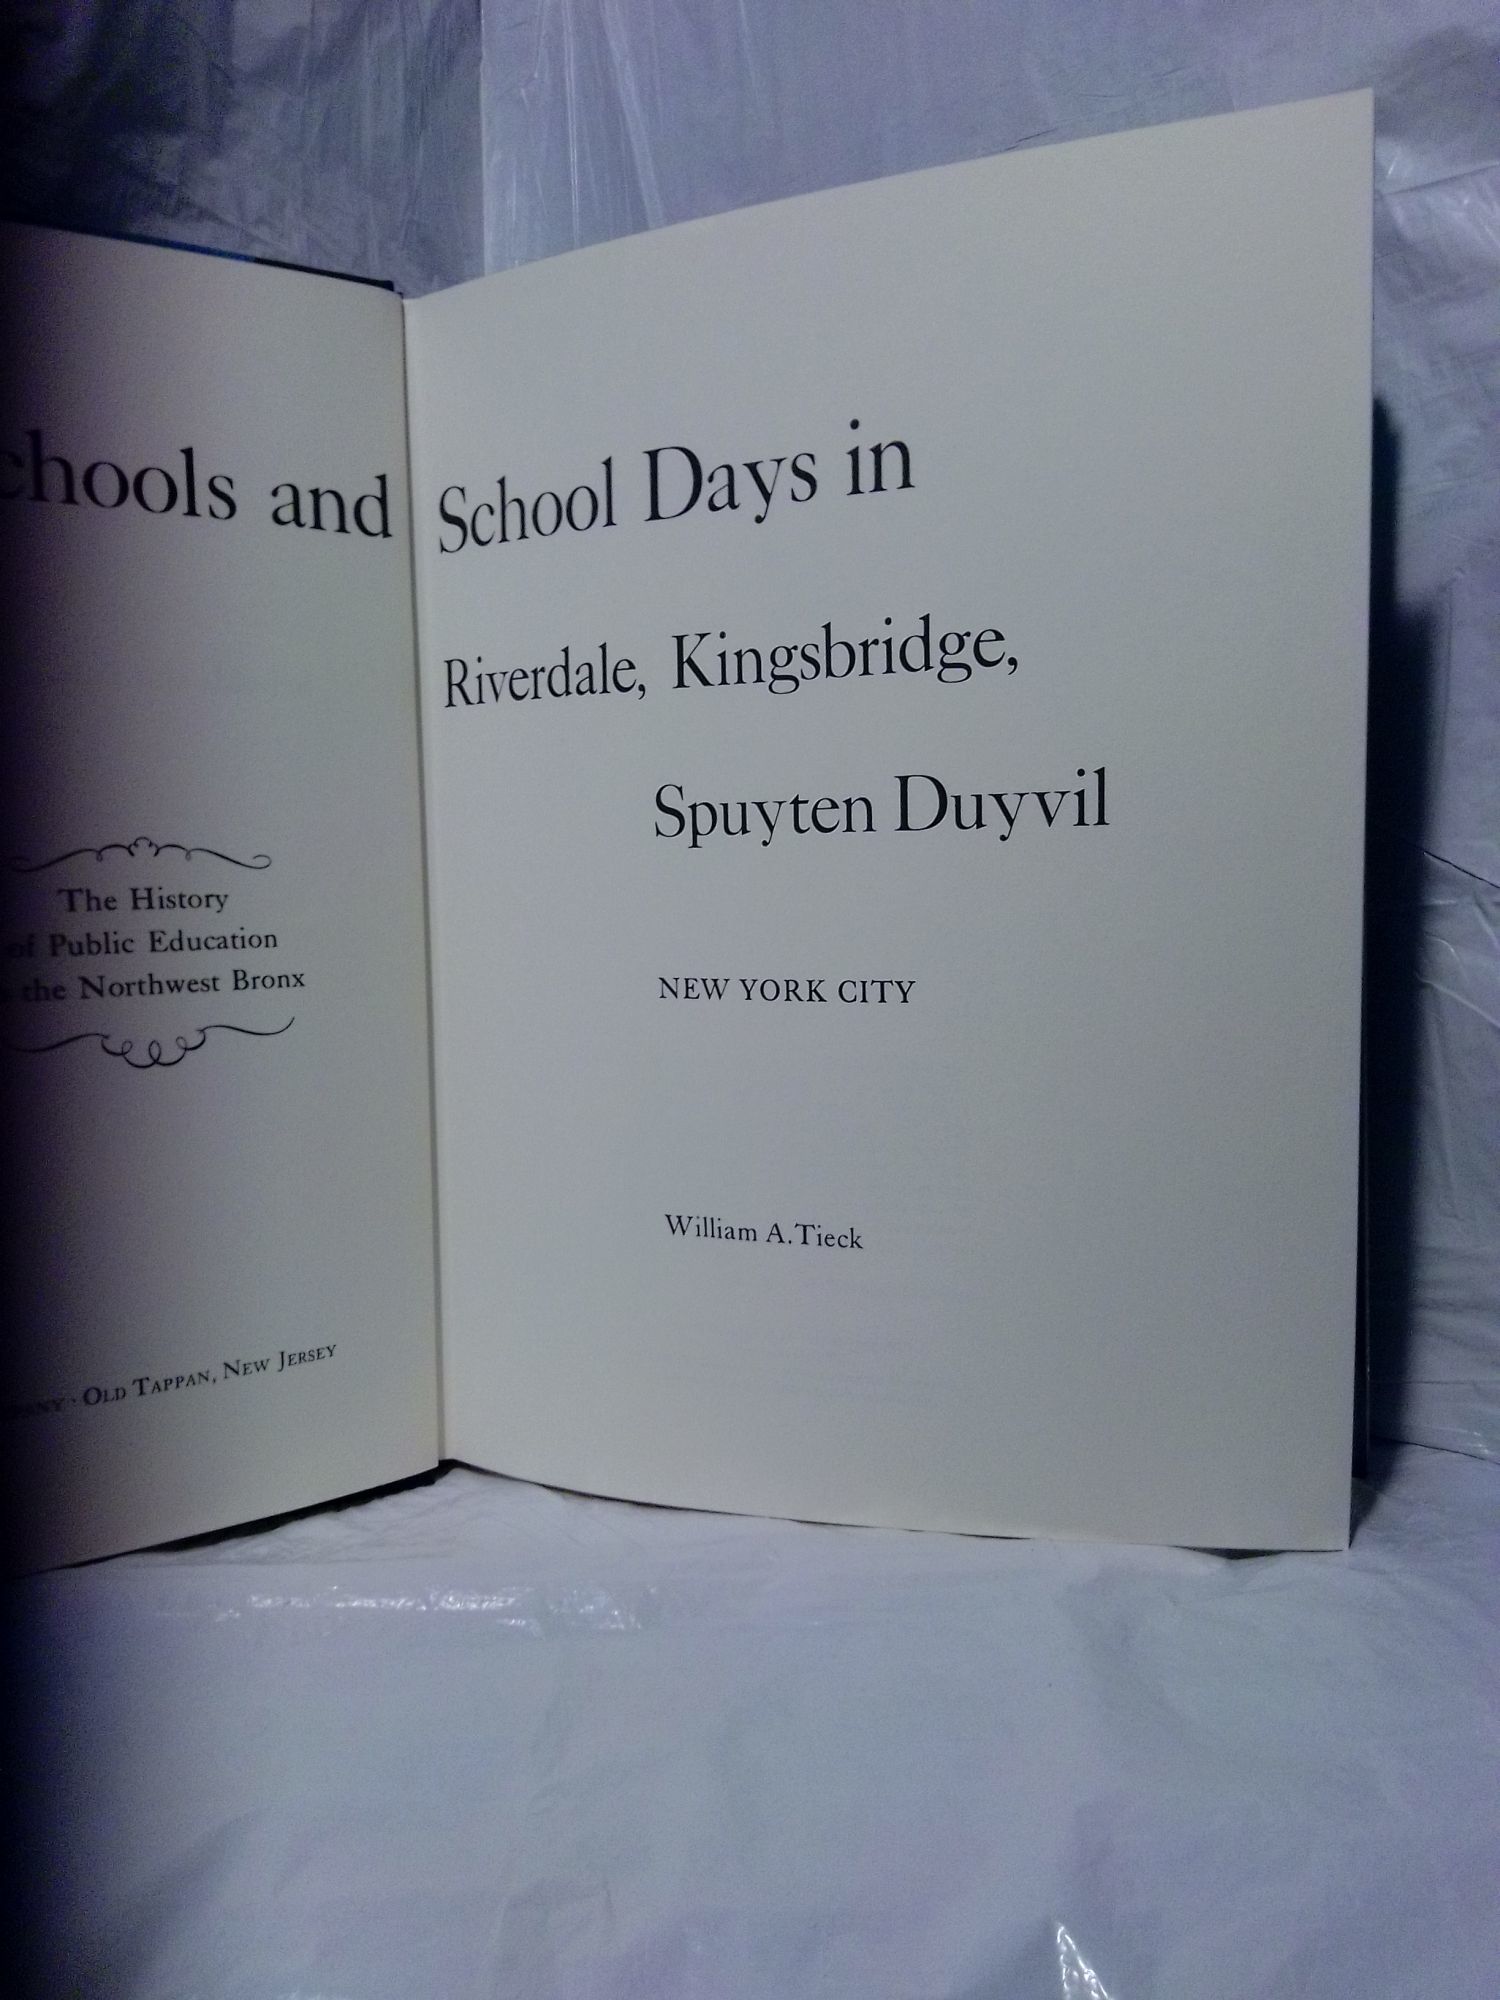 chools and School Days in
Riverdale, Kingsbridge,
Spuyten Duyvil
The History
of Public Education
the Northwest Bronx
NEW YORK CITY
William A. Tieck
PANY · OLD TAPPAN, NEW JERSEY